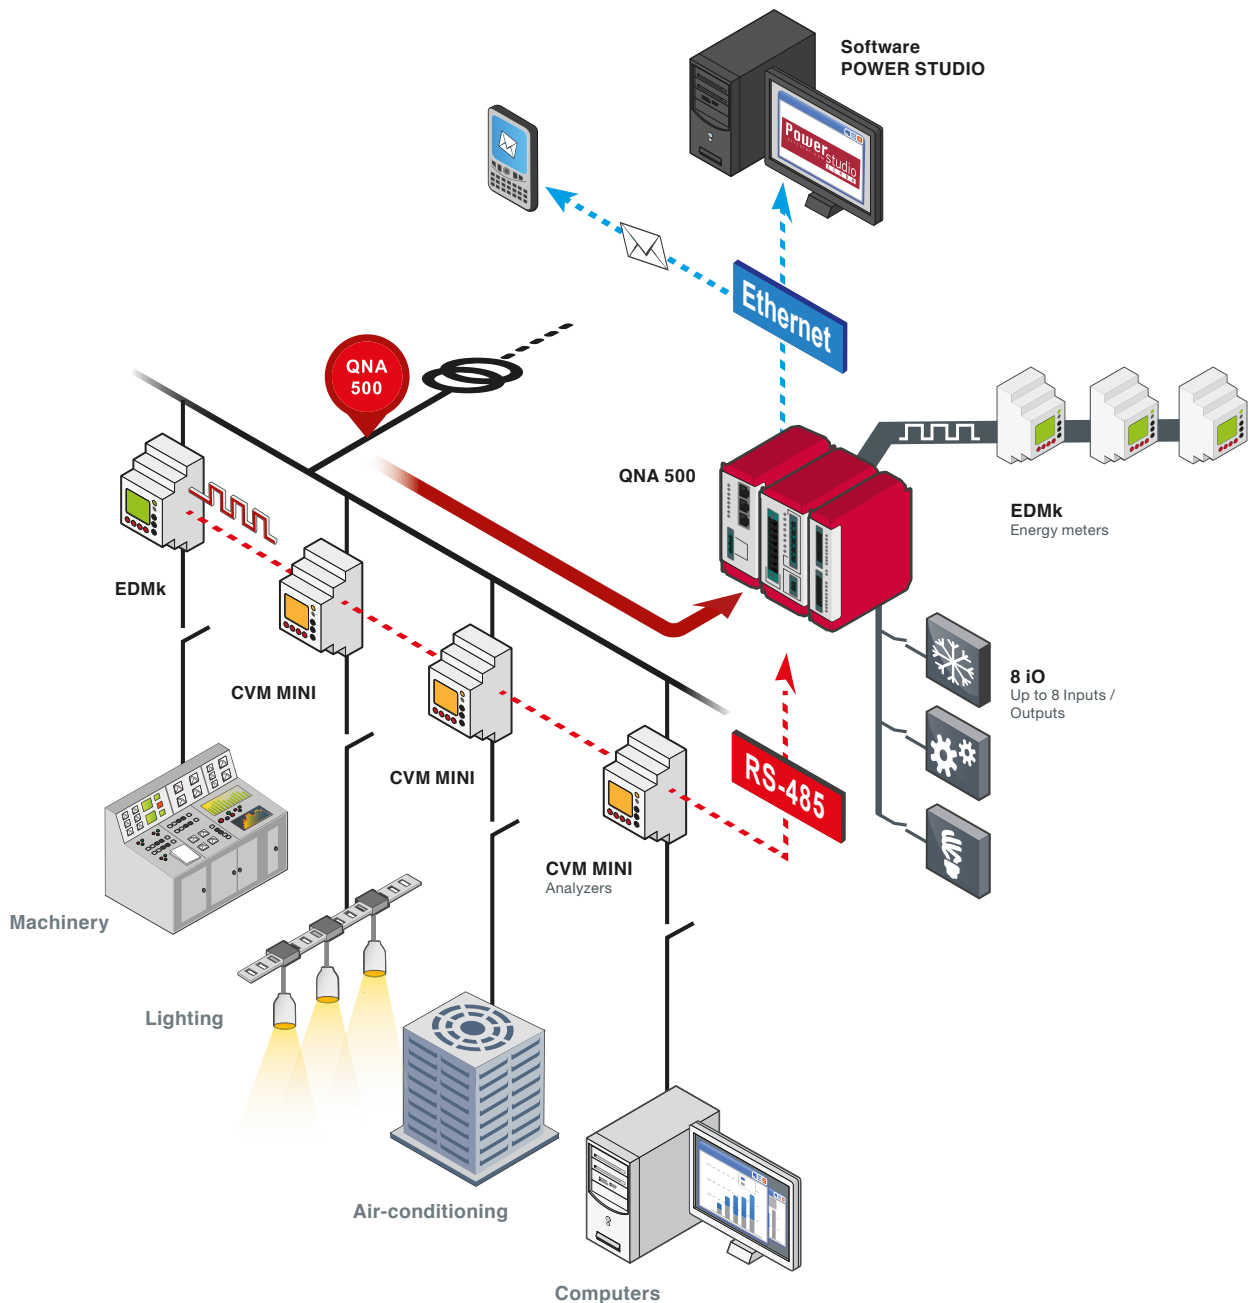 Software
POWER STUDIO
Power
Studio
Ethernet
QNA
500
QNA 500
EDMk
Energy meters
EDMk
8 iO
Up to 8 Inputs /
Outputs
CVM MINI
CVM MINI
RS-485
CVM MINI
Analyzers
Machinery
Lighting
Air-conditioning
Computers